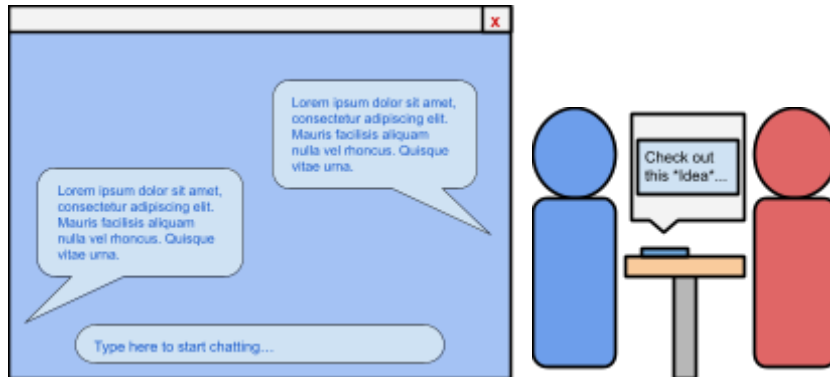 x
Lorem ipsum dolor sit amet,
consectetur adipiscing elit.
Mauris facilisis aliquam
nulla vel rhoncus. Quisque
vitae urna.
Lorem ipsum dolor sit amet,
consectetur adipiscing elit.
Mauris facilisis aliquam
nulla vel rhoncus. Quisque
vitae urna.
Type here to start chatting...
Check out
this *Idea*...